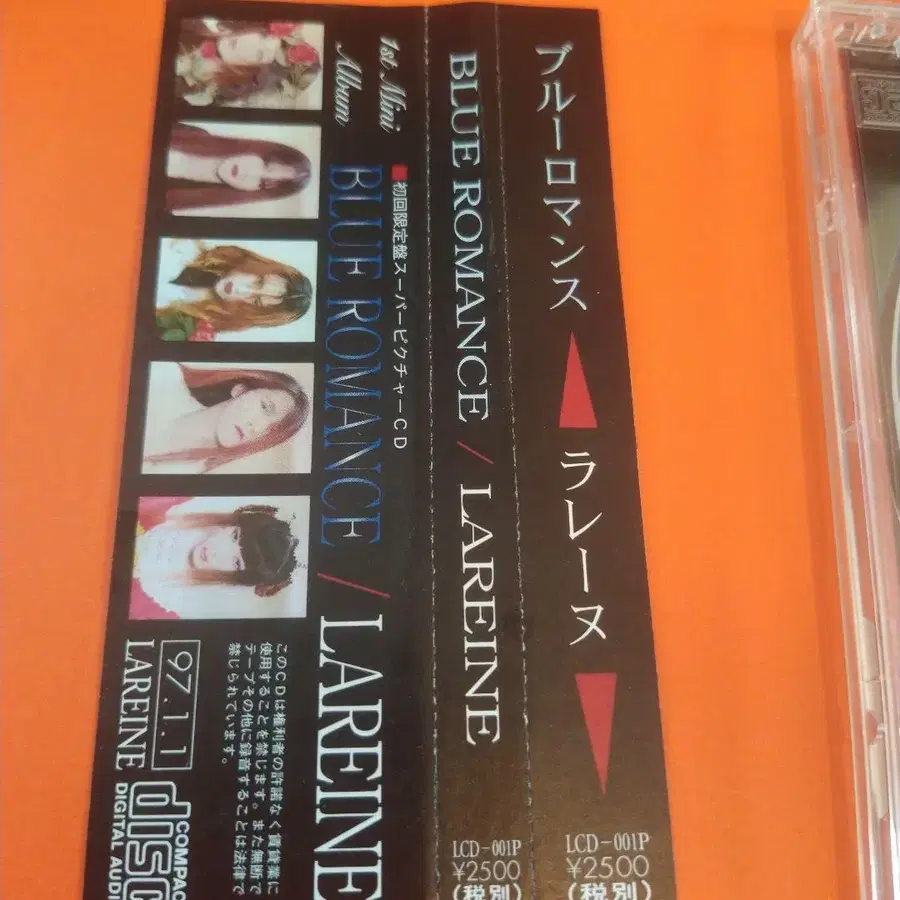 ブルーロマンス
ラレーヌ
LCD-001P
¥2500
(税別)
BLUE ROMANCE / LAREINE
LCD-001P
¥2500
(税別)
1st Mini
Album
■初回限定盤スーパーピクチャーCD
BLUE ROMANCE / LAREINE
このCDは権利者の許諾なく賃貸業に
使用することを禁じます。また無断で
テープその他に録音することは法律で
禁じられています。
97.1.1
LAREINE
COMPAC
disc
DIGITAL AUDI